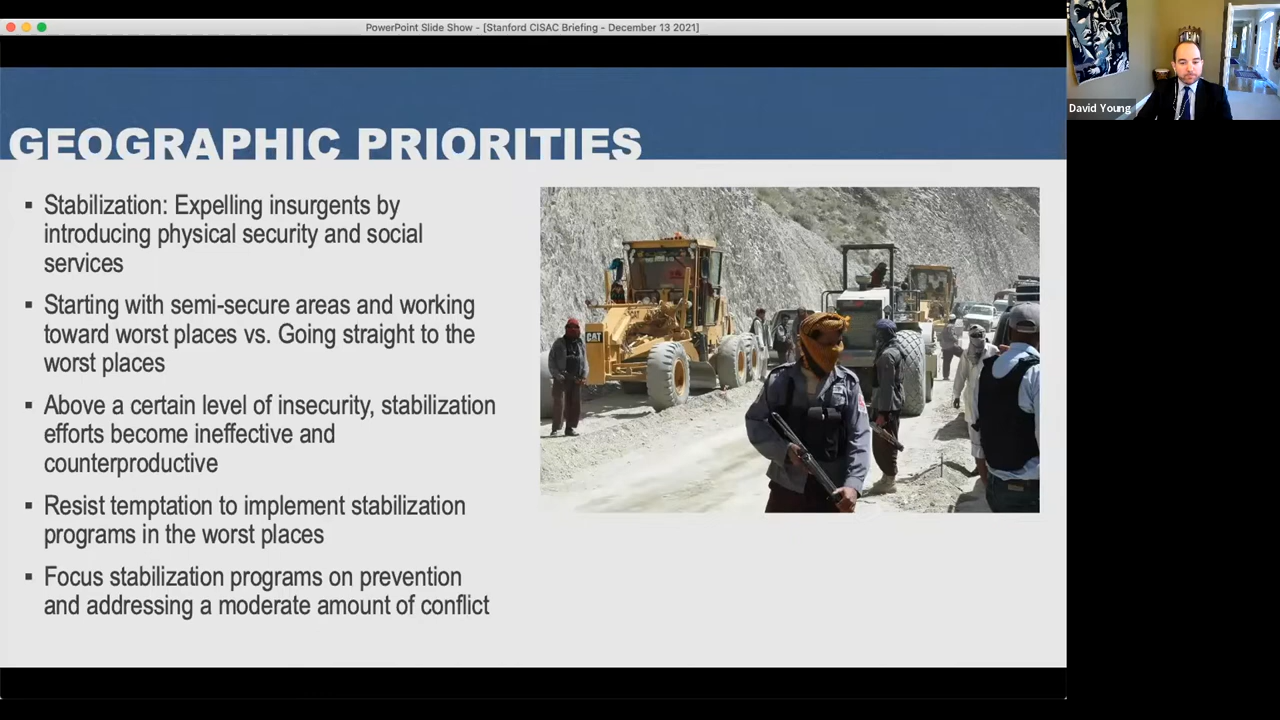 PowerPoint Slide Show - [Stanford CISAC Briefing - December 13 2021]
David Young
GEOGRAPHIC PRIORITIES
▪ Stabilization: Expelling insurgents by
introducing physical security and social
services
▪ Starting with semi-secure areas and working
toward worst places vs. Going straight to the
worst places
▪ Above a certain level of insecurity, stabilization
efforts become ineffective and
counterproductive
▪ Resist temptation to implement stabilization
programs in the worst places
▪ Focus stabilization programs on prevention
and addressing a moderate amount of conflict
CAT